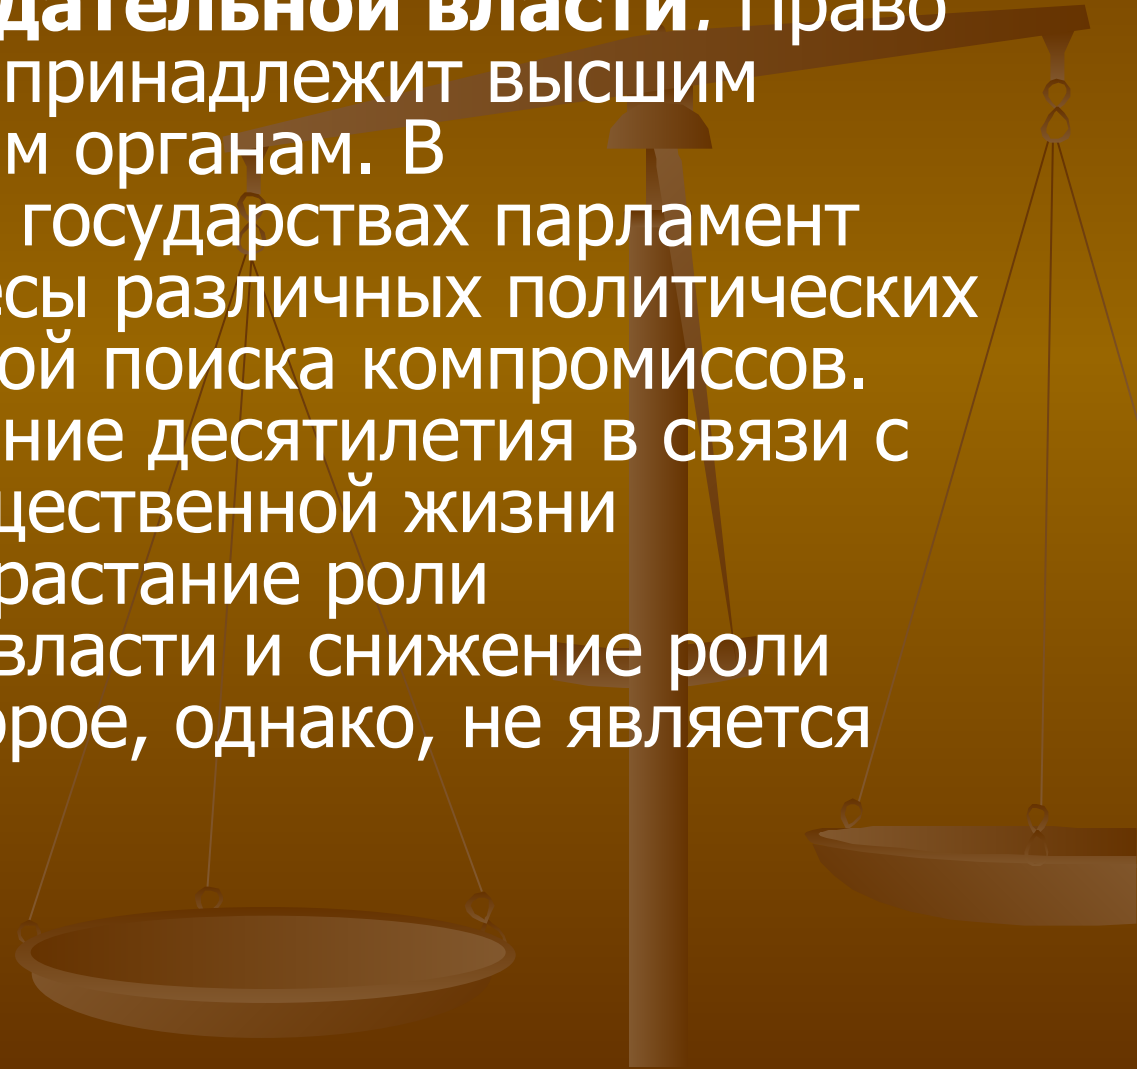 дательной власти. Право
принадлежит высшим
м органам. В
государствах парламент
есы различных политических
ой поиска компромиссов.
ние десятилетия в связи с
щественной жизни
растание роли
власти и снижение роли
орое, однако, не является